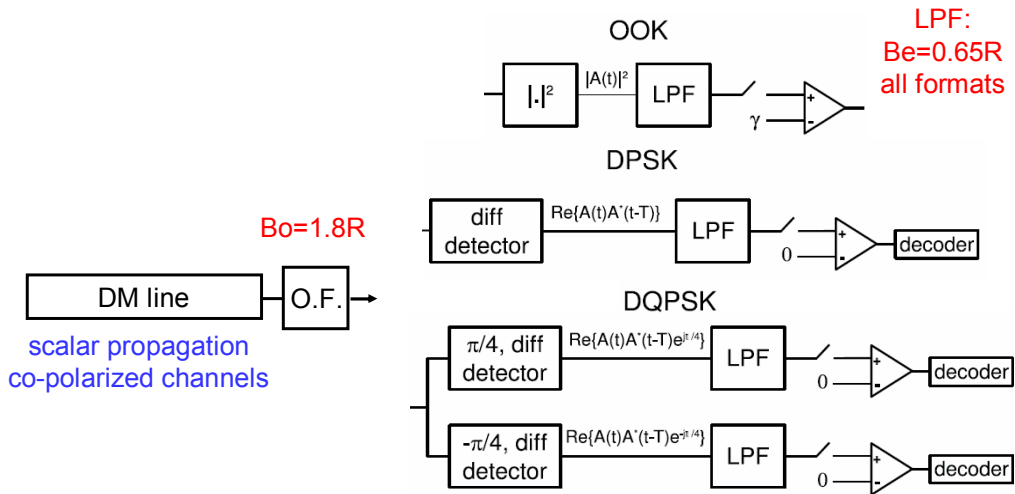 OOK
|.|²
|A(t)|²
LPF
γ
+
-
LPF:
Be=0.65R
all formats
DPSK
diff
detector
Re{A(t)A*(t-T)}
LPF
0
+
-
decoder
Bo=1.8R
DM line
O.F.
scalar propagation
co-polarized channels
DQPSK
π/4, diff
detector
Re{A(t)A*(t-T)e^jπ/4}
LPF
0
+
-
decoder
-π/4, diff
detector
Re{A(t)A*(t-T)e^-jπ/4}
LPF
0
+
-
decoder